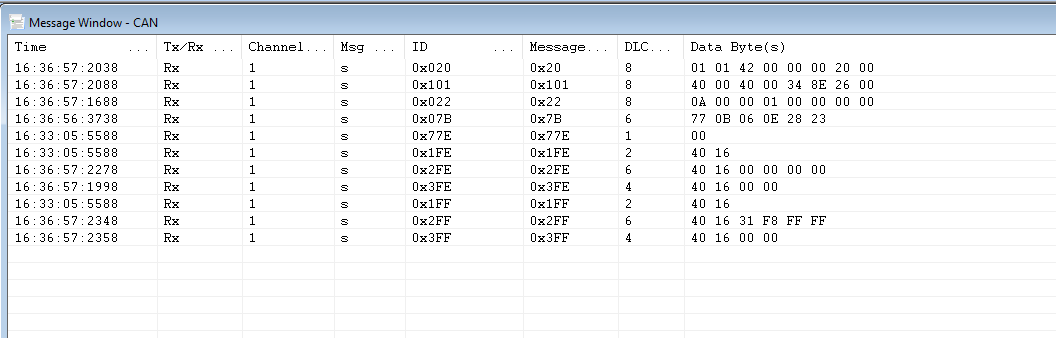 Message Window - CAN
Time ... Tx/Rx ... Channel... Msg ... ID ... Message... DLC... Data Byte(s)
16:36:57:2038 Rx 1 s 0x020 0x20 8 01 01 42 00 00 00 20 00
16:36:57:2088 Rx 1 s 0x101 0x101 8 40 00 40 00 34 8E 26 00
16:36:57:1688 Rx 1 s 0x022 0x22 8 0A 00 00 01 00 00 00 00
16:36:56:3738 Rx 1 s 0x07B 0x7B 6 77 0B 06 0E 28 23
16:33:05:5588 Rx 1 s 0x77E 0x77E 1 00
16:33:05:5588 Rx 1 s 0x1FE 0x1FE 2 40 16
16:36:57:2278 Rx 1 s 0x2FE 0x2FE 6 40 16 00 00 00 00
16:36:57:1998 Rx 1 s 0x3FE 0x3FE 4 40 16 00 00
16:33:05:5588 Rx 1 s 0x1FF 0x1FF 2 40 16
16:36:57:2348 Rx 1 s 0x2FF 0x2FF 6 40 16 31 F8 FF FF
16:36:57:2358 Rx 1 s 0x3FF 0x3FF 4 40 16 00 00